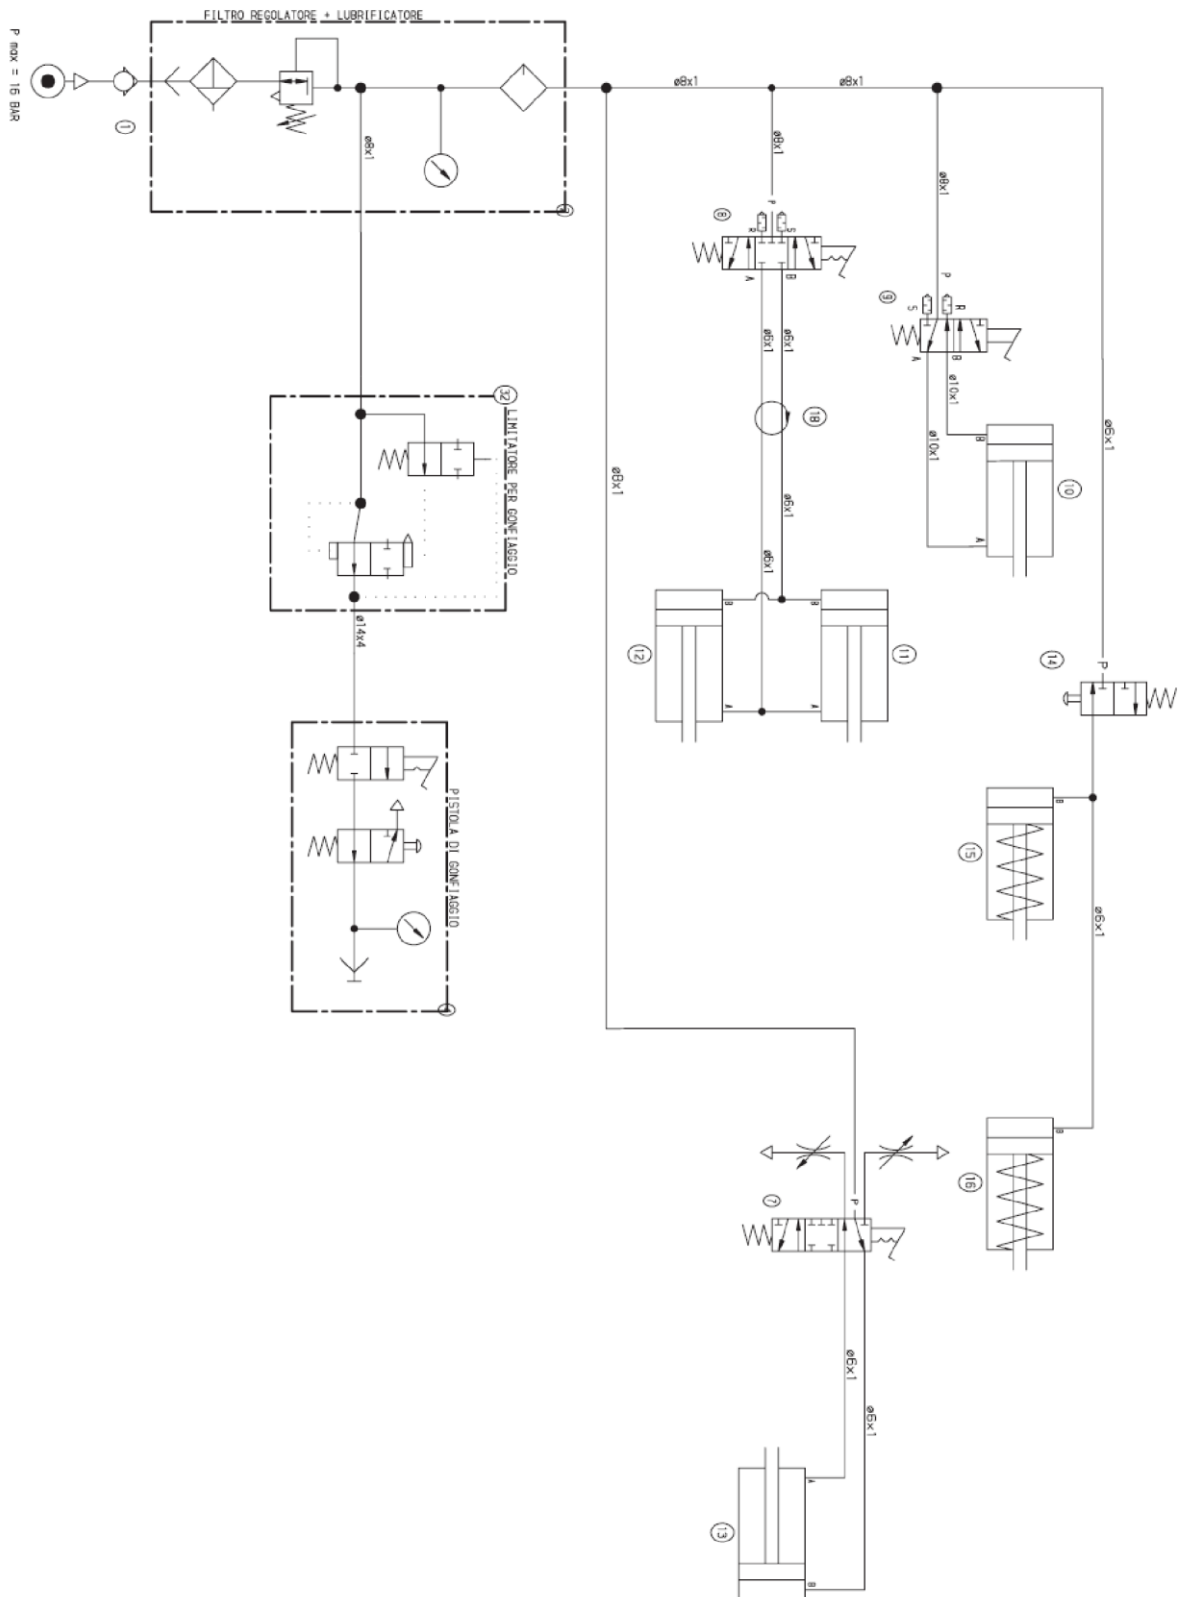 FILTRO REGOLATORE + LUBRIFICATORE
P max = 16 BAR
1
ø8x1
ø8x1
ø8x1
ø8x1
ø8x1
P
8
R
S
A
B
P
9
S
R
A
B
ø6x1
ø6x1
ø10x1
ø10x1
18
32
LIMITATORE PER GONFIAGGIO
ø8x1
ø6x1
B
10
A
ø6x1
ø6x1
B
B
12
11
A
A
ø14x4
P
14
PISTOLA DI GONFIAGGIO
B
15
ø6x1
B
16
7
P
ø6x1
ø6x1
A
13
B